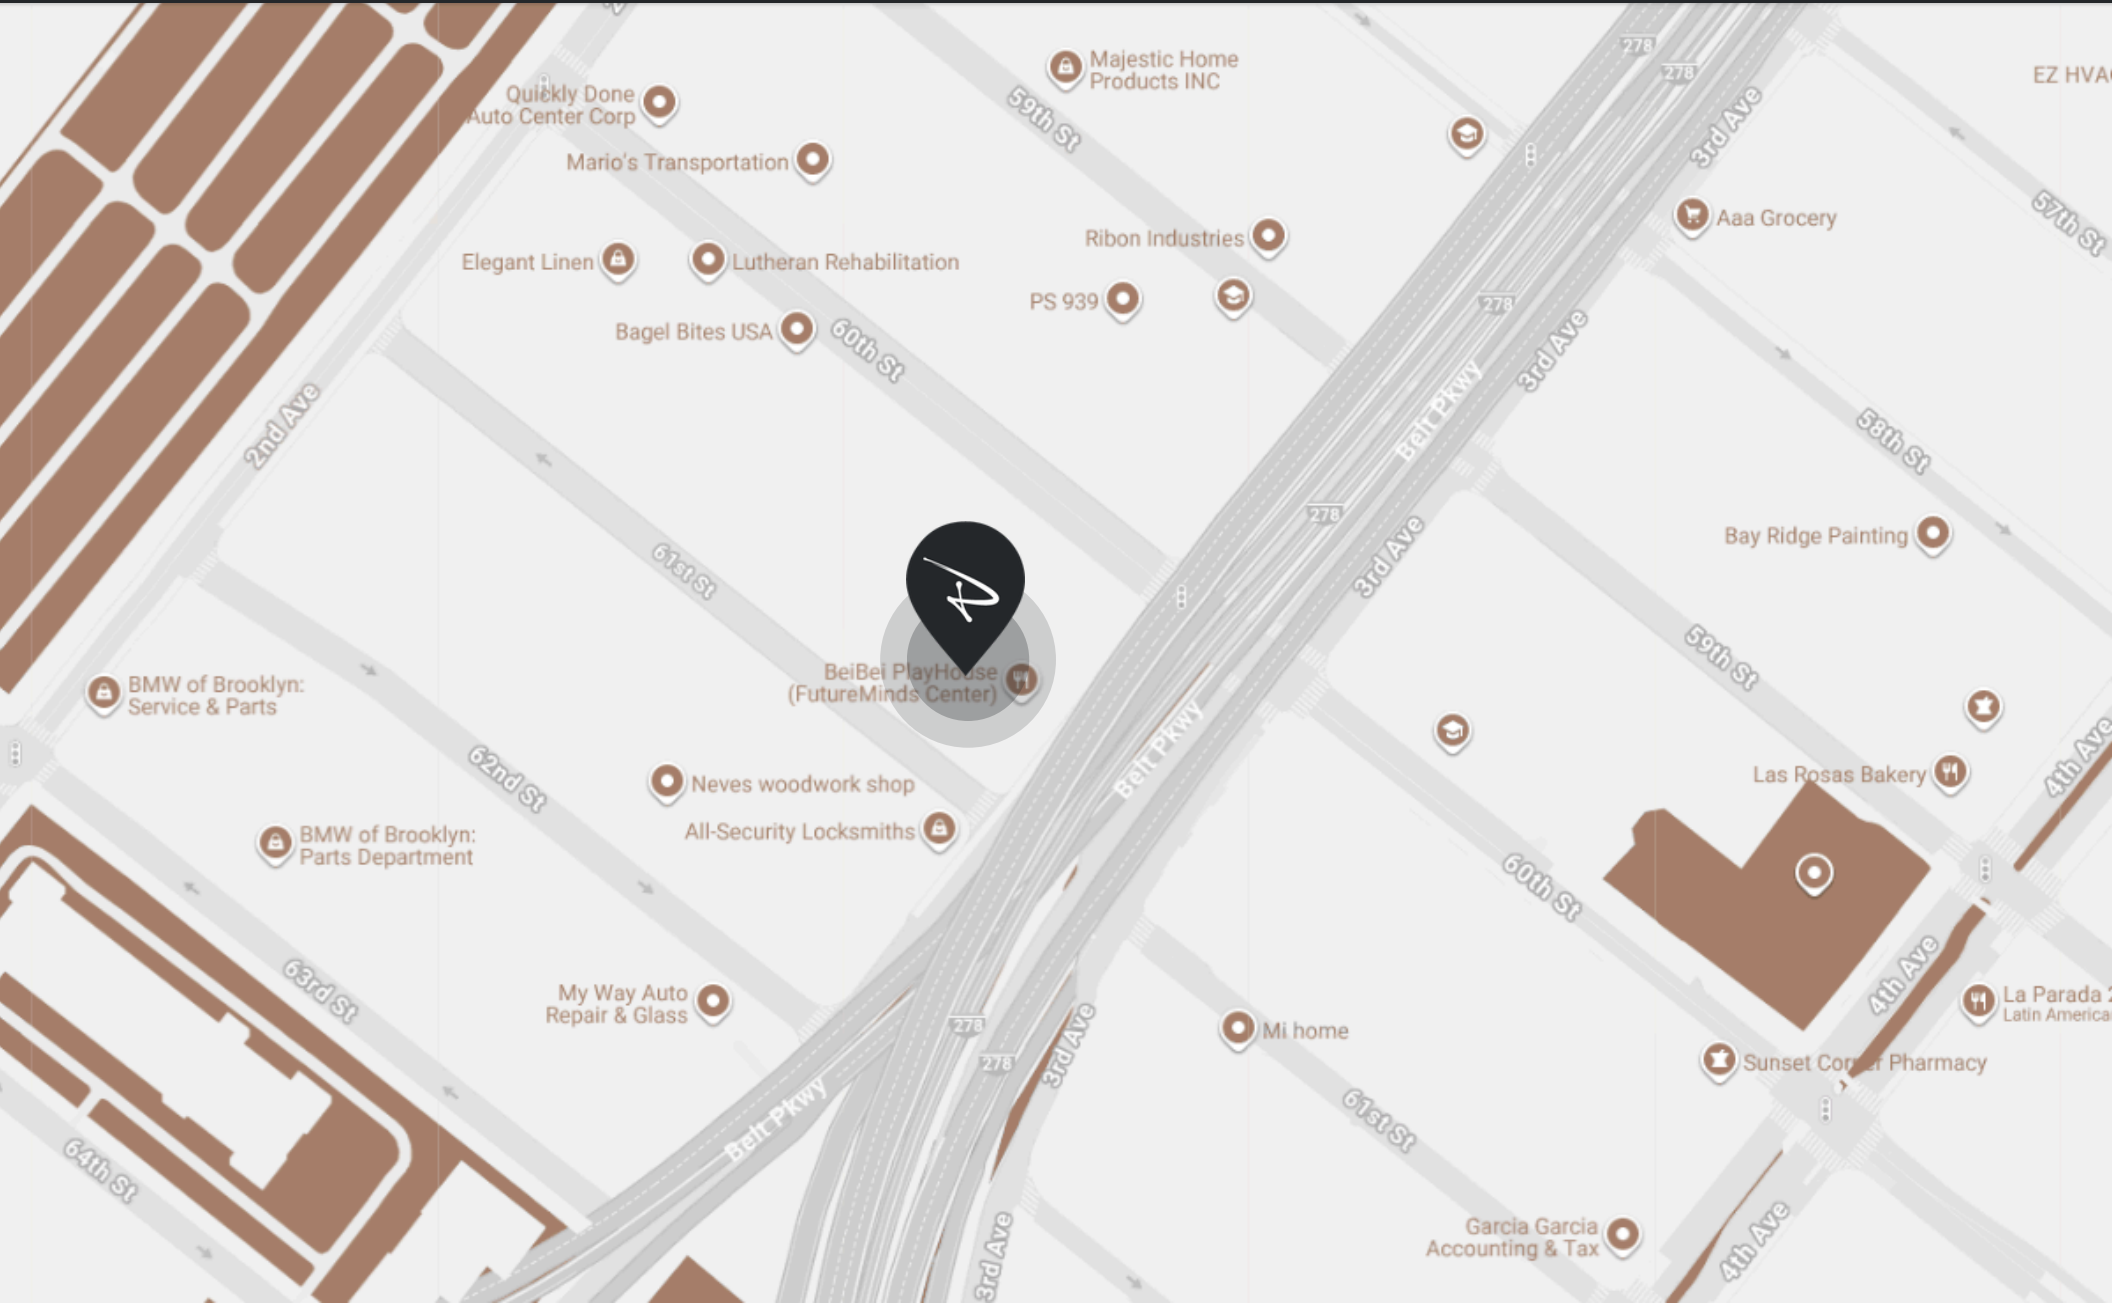 278
278
Majestic Home
Products INC
EZ HVA
Quickly Done
Auto Center Corp
59th St
3rd Ave
Mario's Transportation
57th St
Aaa Grocery
Ribon Industries
Elegant Linen
Lutheran Rehabilitation
PS 939
278
Bagel Bites USA
60th St
3rd Ave
Belt Pkwy
2nd Ave
58th St
278
Bay Ridge Painting
3rd Ave
61st St
59th St
BeiBei PlayHouse
(FutureMinds Center)
BMW of Brooklyn:
Service & Parts
Belt Pkwy
4th Ave
62nd St
Neves woodwork shop
Las Rosas Bakery
All-Security Locksmiths
BMW of Brooklyn:
Parts Department
60th St
4th Ave
63rd St
My Way Auto
Repair & Glass
La Parada 2
Latin America
278
Mi home
3rd Ave
278
Sunset Corner Pharmacy
Belt Pkwy
61st St
64th St
Garcia Garcia
Accounting & Tax
3rd Ave
4th Ave